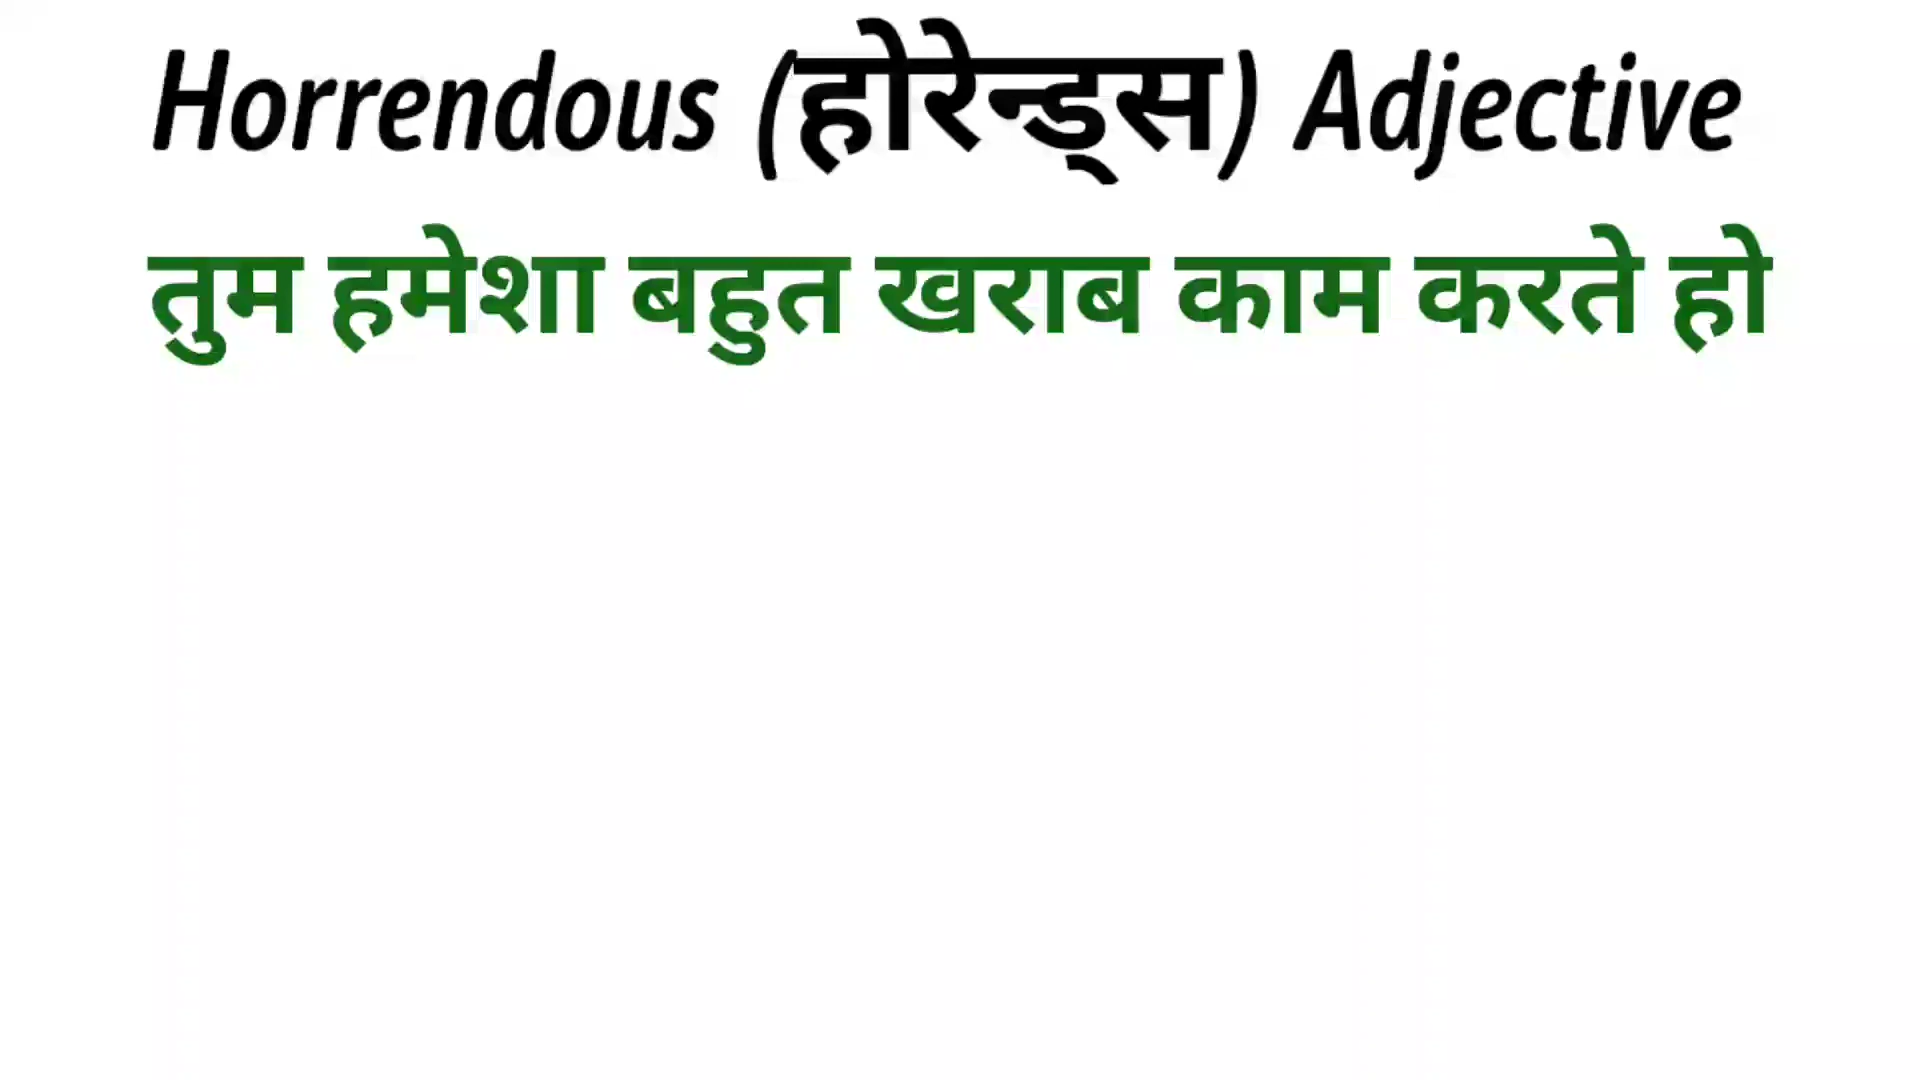 Horrendous (होरेन्ड्स) Adjective
तुम हमेशा बहुत खराब काम करते हो